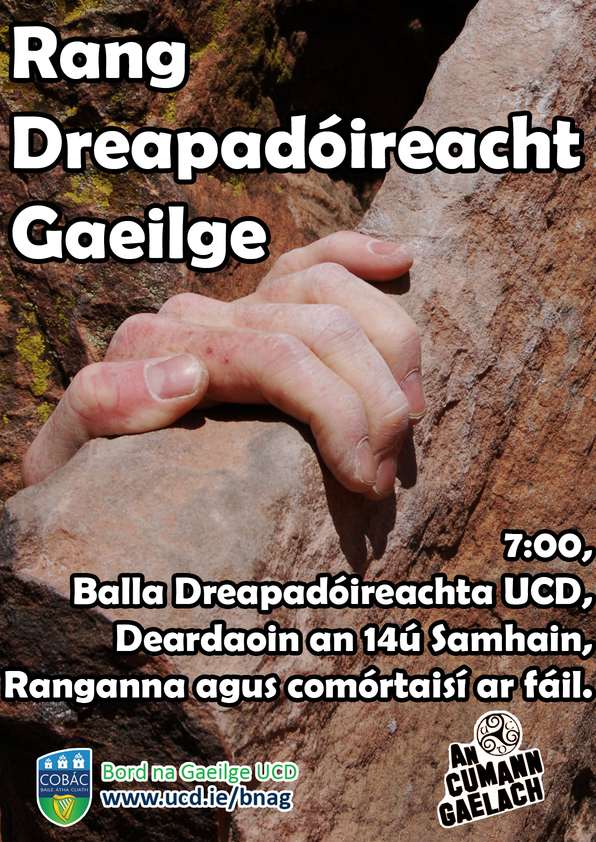 Rang
Dreapadóireacht
Gaeilge
7:00,
Balla Dreapadóireachta UCD,
Deardaoin an 14ú Samhain,
Ranganna agus comórtaisí ar fáil.
COBÁC
BAILE ÁTHA CLIATH
Bord na Gaeilge UCD
www.ucd.ie/bnag
AN
CUMANN
GAELACH